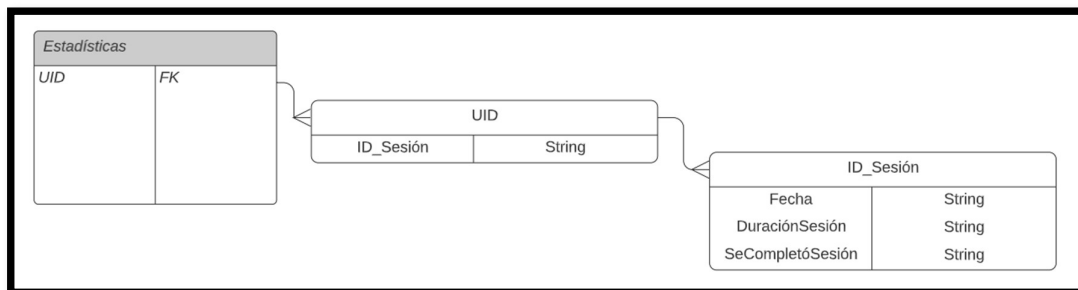 Estadísticas
UID FK
UID
ID_Sesión String
ID_Sesión
Fecha String
DuraciónSesión String
SeCompletóSesión String